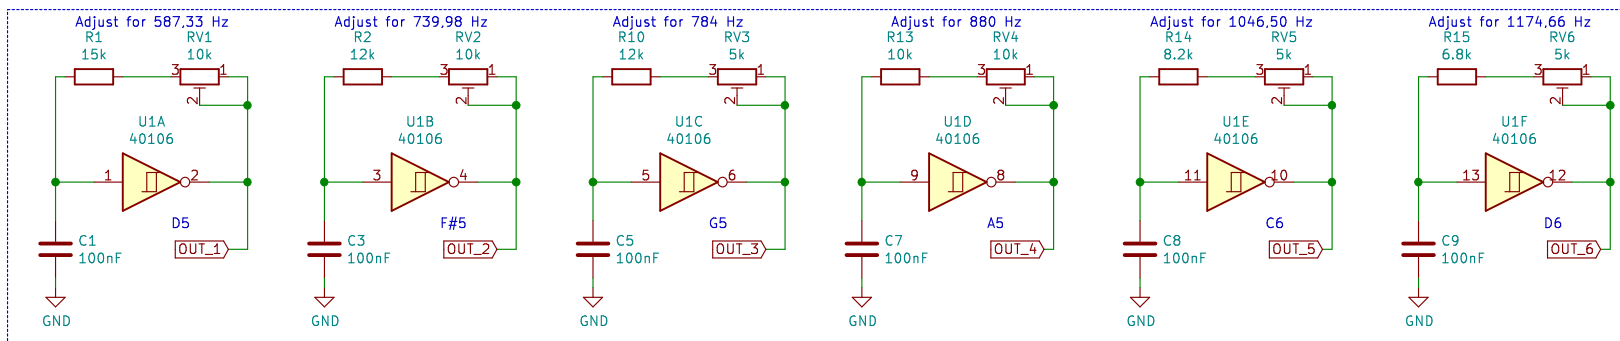 Adjust for 587,33 Hz
R1
15k
RV1
10k
3
1
2
U1A
40106
1
2
D5
C1
100nF
OUT_1
GND
Adjust for 739,98 Hz
R2
12k
RV2
10k
3
1
2
U1B
40106
3
4
F#5
C3
100nF
OUT_2
GND
Adjust for 784 Hz
R10
12k
RV3
5k
3
1
2
U1C
40106
5
6
G5
C5
100nF
OUT_3
GND
Adjust for 880 Hz
R13
10k
RV4
10k
3
1
2
U1D
40106
9
8
A5
C7
100nF
OUT_4
GND
Adjust for 1046,50 Hz
R14
8.2k
RV5
5k
3
1
2
U1E
40106
11
10
C6
C8
100nF
OUT_5
GND
Adjust for 1174,66 Hz
R15
6.8k
RV6
5k
3
1
2
U1F
40106
13
12
D6
C9
100nF
OUT_6
GND